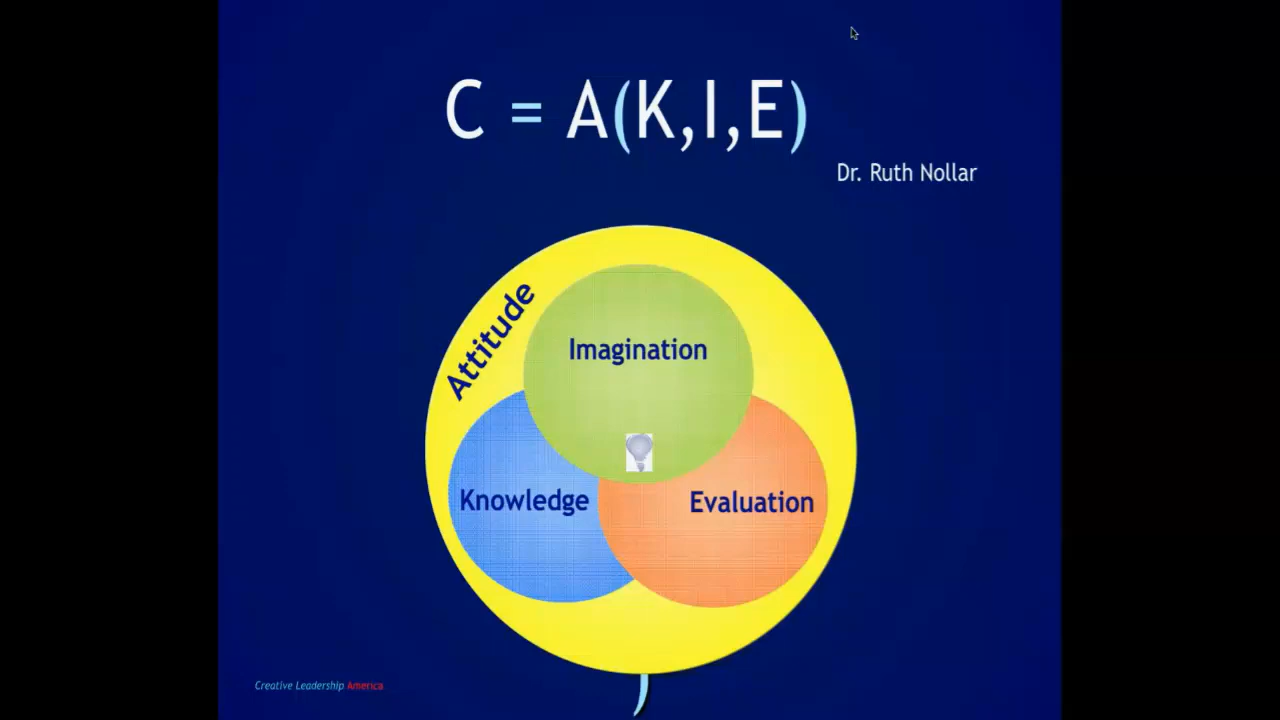 C = A(K,I,E)
Dr. Ruth Nollar
Attitude
Imagination
Knowledge
Evaluation
Creative Leadership America